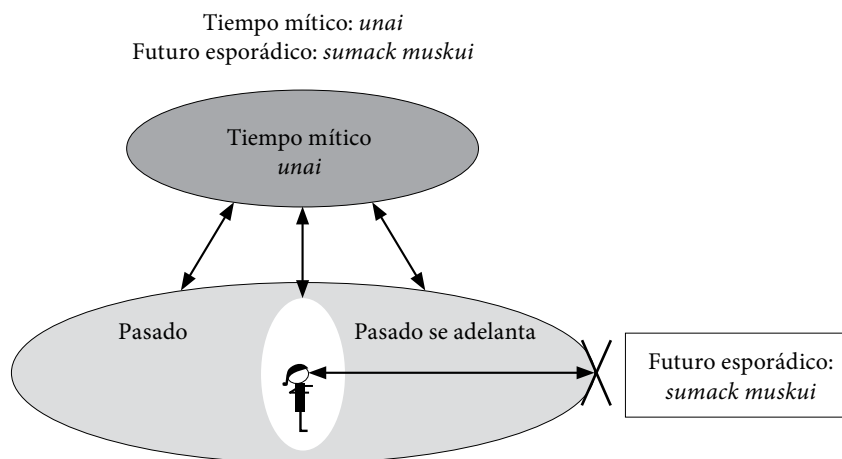 Tiempo mítico: unai
Futuro esporádico: sumack muskui
Tiempo mítico
unai
Pasado
Pasado se adelanta
Futuro esporádico:
sumack muskui